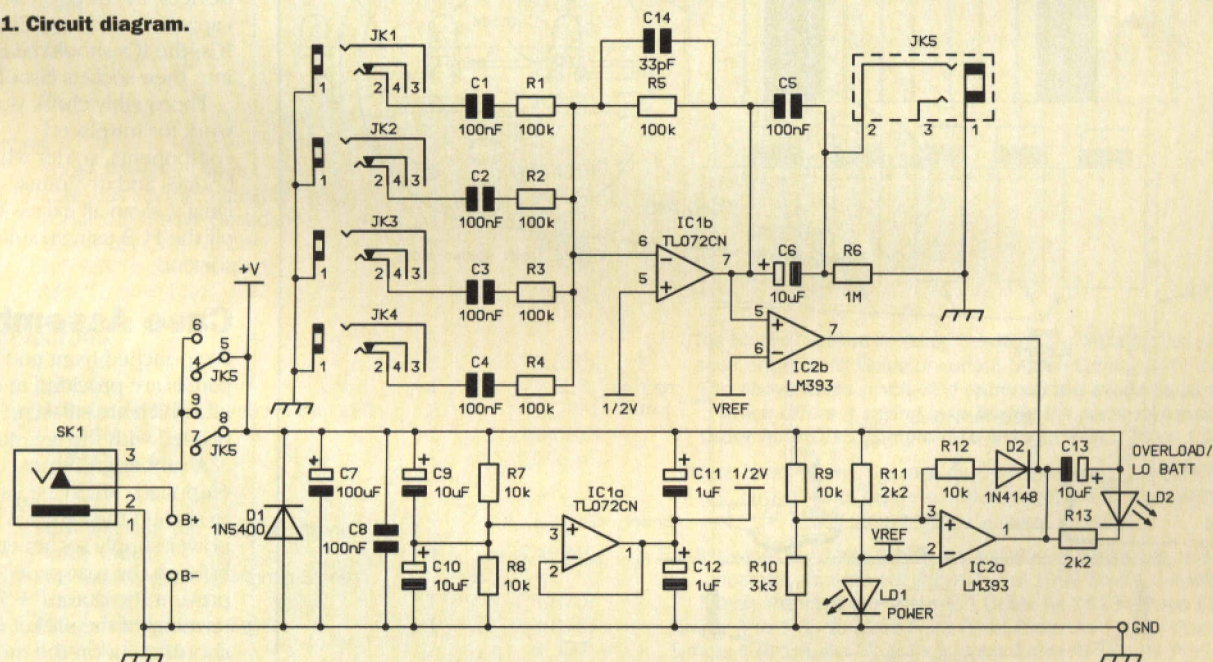 1. Circuit diagram.
C14
33pF
R5
100k
JK1
1
2 4 3
C1 R1
100nF 100k
C5
100nF
JK5
2 3 1
JK2
1
2 4 3
C2 R2
100nF 100k
JK3
1
2 4 3
C3 R3
100nF 100k
IC1b
TL072CN
6 −
5 +
7
C6 R6
+
10uF 1M
5 +
6 −
7
IC2b
LM393
JK4
1
2 4 3
C4 R4
100nF 100k
1/2V
VREF
+V
6
4 5
JK5
9
7 8
JK5
SK1
3
2
1
B+
B−
D1
1N5400
+
C7
100uF
C8
100nF
+
C9
10uF
+
C10
10uF
R7
10k
R8
10k
IC1a
TL072CN
3 +
2 −
1
+
C11
1uF
1/2V
+
C12
1uF
R9
10k
R10
3k3
R11
2k2
VREF
LD1
POWER
R12
10k
D2
1N4148
C13
+
10uF
OVERLOAD/
LO BATT
LD2
3 +
2 −
1
IC2a
LM393
R13
2k2
GND